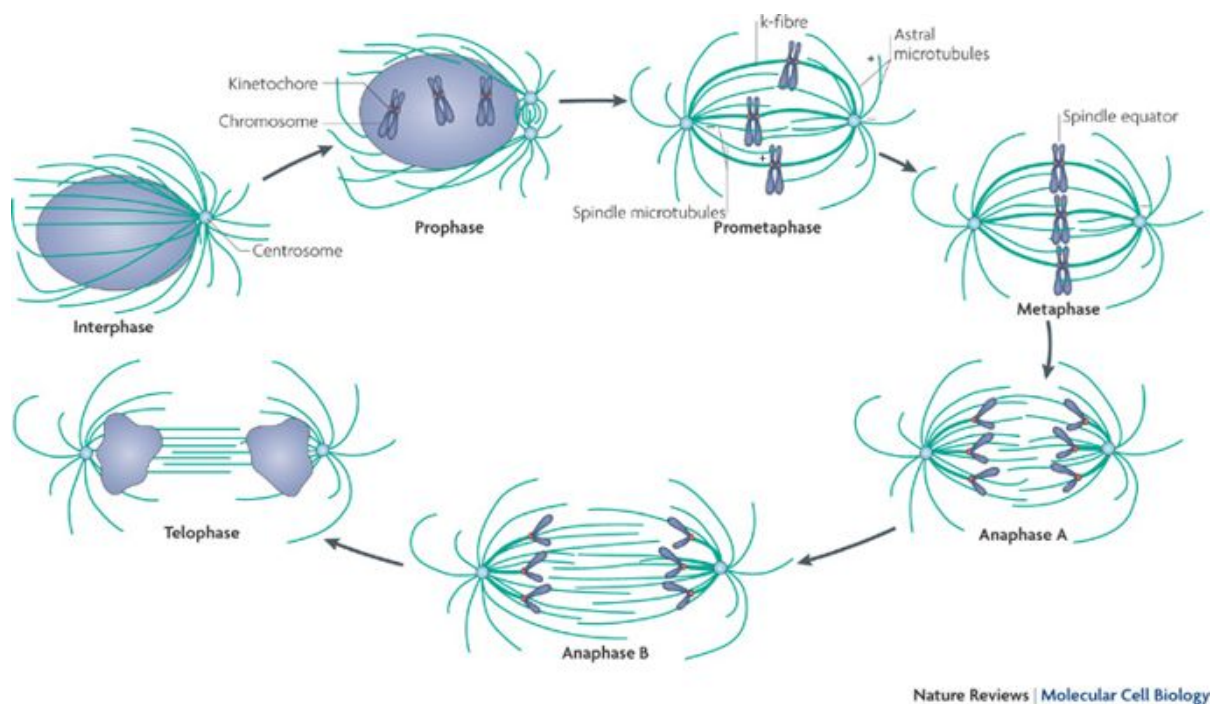 k-fibre
Astral
microtubules
Kinetochore
Chromosome
Spindle equator
Spindle microtubules
Prophase
Prometaphase
Centrosome
Interphase
Metaphase
Telophase
Anaphase A
Anaphase B
Nature Reviews | Molecular Cell Biology